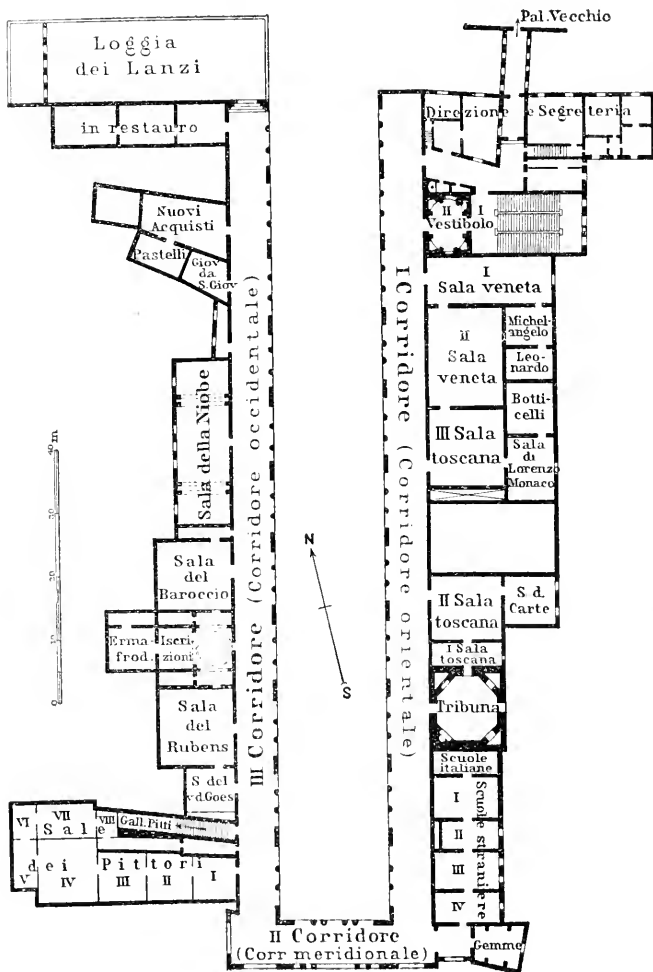 Pal. Vecchio
Loggia
dei Lanzi
in restauro
Direzione e Segreteria
Nuovi
Acquisti
Pastelli
Giov
da
S. Giov
II
I
Vestibolo
I
Sala veneta
II
Sala
veneta
Michel-
angelo
Leo-
nardo
Botti-
celli
III Sala
toscana
Sala
di
Lorenzo
Monaco
I Corridore (Corridore orientale)
III Corridore (Corridore occidentale)
Sala della Niobe
40 m
30
20
10
0
N
S
Sala
del
Baroccio
Erma- Iscri-
frod. zioni
Sala
del
Rubens
S. del
v.d.Goes
II Sala
toscana
S. d.
Carte
I Sala
toscana
Tribuna
Scuole
italiane
I
II
III
IV
Scuole straniere
Gemme
VI
VII
VIII
Gall. Pitti
Sale
dei Pittori
V
IV
III
II
I
II Corridore
(Corr meridionale)